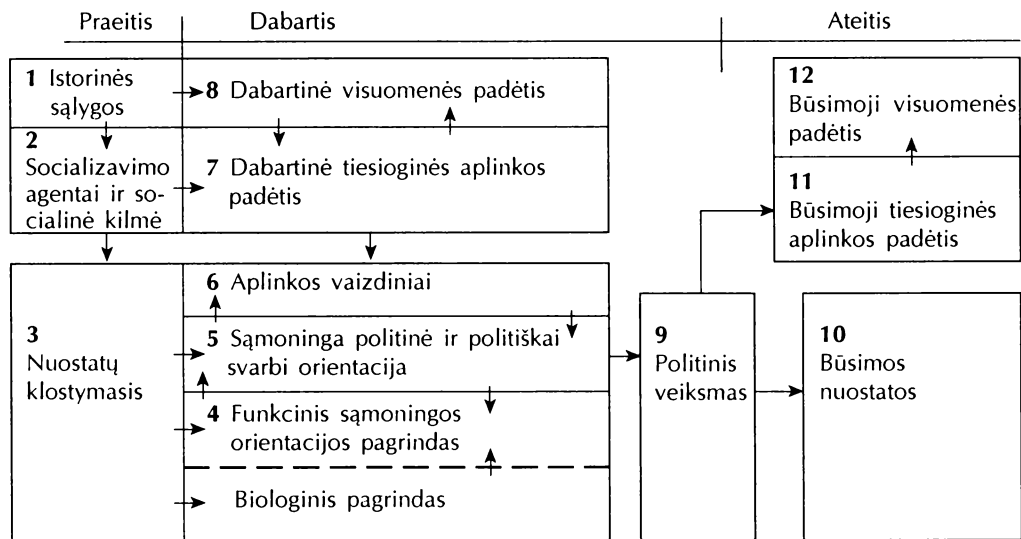 Praeitis
Dabartis
Ateitis
1 Istorinės
sąlygos
8 Dabartinė visuomenės padėtis
2
Socializavimo
agentai ir so-
cialinė kilmė
7 Dabartinė tiesioginės aplinkos
padėtis
12
Būsimoji visuomenės
padėtis
11
Būsimoji tiesioginės
aplinkos padėtis
3
Nuostatų
klostymasis
6 Aplinkos vaizdiniai
5 Sąmoninga politinė ir politiškai
svarbi orientacija
4 Funkcinis sąmoningos
orientacijos pagrindas
Biologinis pagrindas
9
Politinis
veiksmas
10
Būsimos
nuostatos